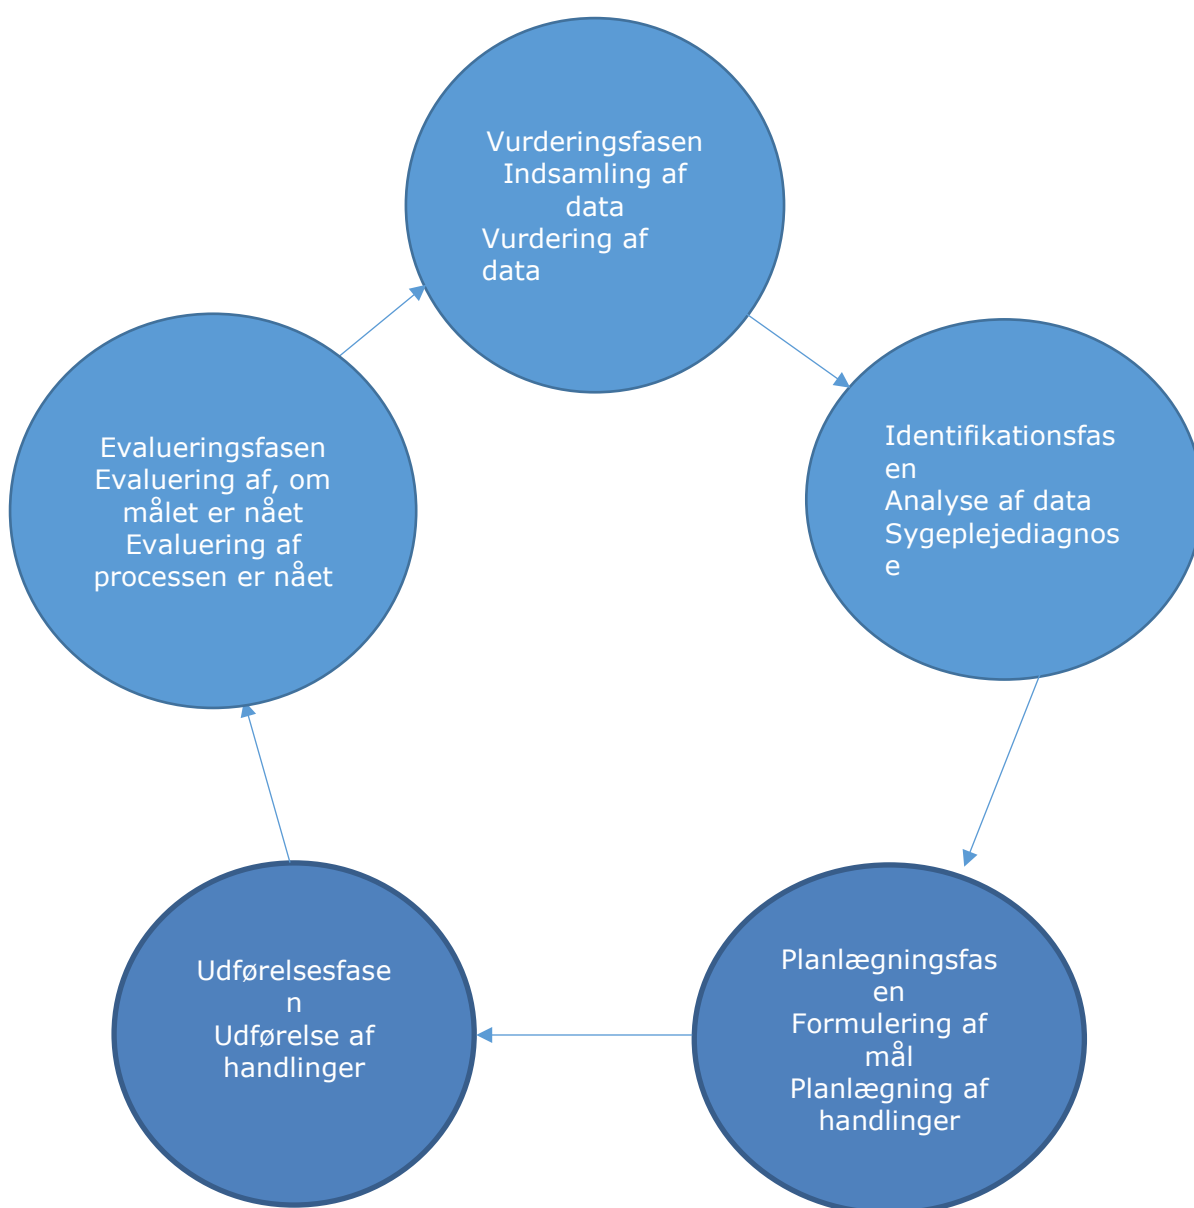 Vurderingsfasen
Indsamling af
data
Vurdering af
data
Identifikationsfas
en
Analyse af data
Sygeplejediagnos
e
Planlægningsfas
en
Formulering af
mål
Planlægning af
handlinger
Udførelsesfase
n
Udførelse af
handlinger
Evalueringsfasen
Evaluering af, om
målet er nået
Evaluering af
processen er nået